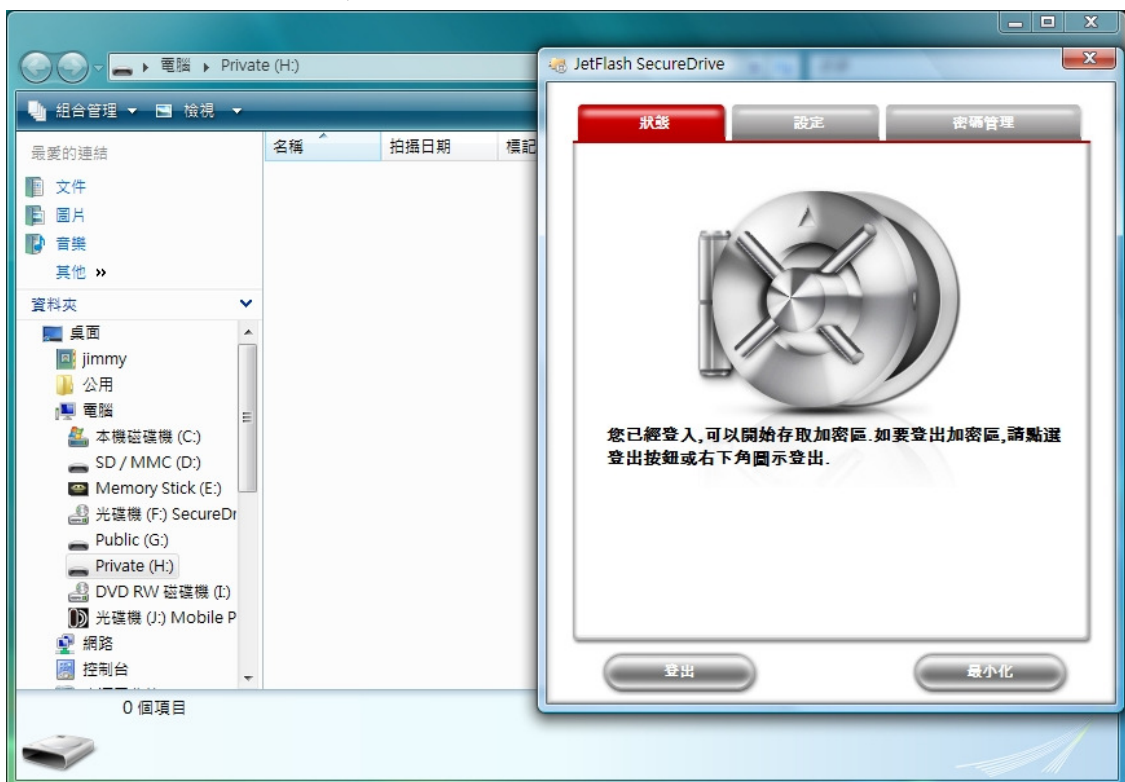 電腦 ▸ Private (H:)
組合管理
檢視
最愛的連結
文件
圖片
音樂
其他 »
資料夾
桌面
jimmy
公用
電腦
本機磁碟機 (C:)
SD / MMC (D:)
Memory Stick (E:)
光碟機 (F:) SecureDr
Public (G:)
Private (H:)
DVD RW 磁碟機 (I:)
光碟機 (J:) Mobile P
網路
控制台
名稱
拍攝日期
標記
0 個項目
JetFlash SecureDrive
狀態
設定
密碼管理
您已經登入,可以開始存取加密區.如要登出加密區,請點選
登出按鈕或右下角圖示登出.
登出
最小化